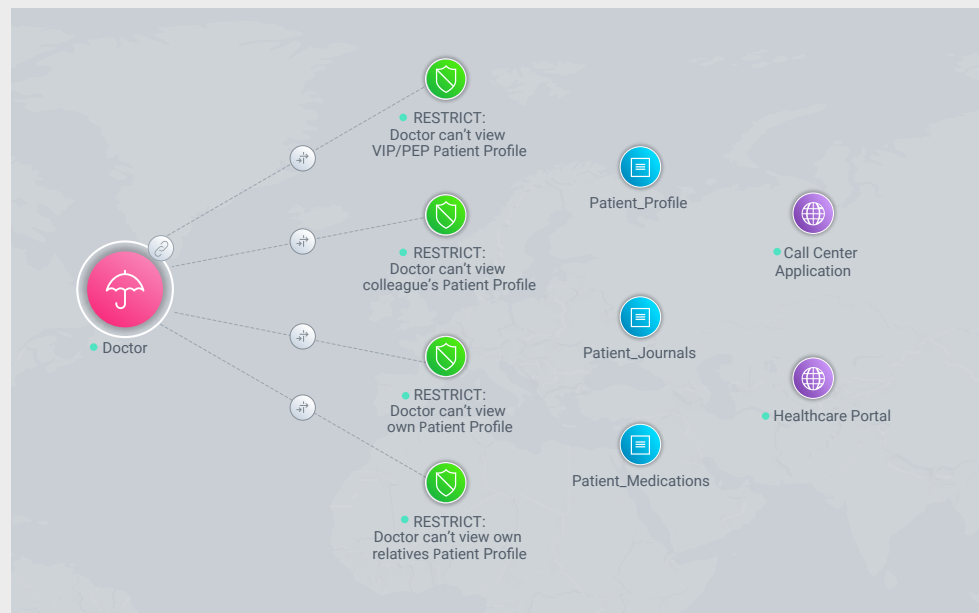 RESTRICT:
Doctor can't view
VIP/PEP Patient Profile
Patient_Profile
RESTRICT:
Doctor can't view
colleague's Patient Profile
Call Center
Application
Doctor
Patient_Journals
RESTRICT:
Doctor can't view
own Patient Profile
Healthcare Portal
Patient_Medications
RESTRICT:
Doctor can't view own
relatives Patient Profile